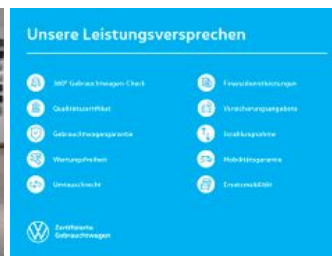 Unsere Leistungsversprechen
360° Gebrauchtwagen-Check
Qualitätszertifikat
Gebrauchtwagengarantie
Wartungsfreiheit
Umtauschrecht
Finanzdienstleistungen
Versicherungsangebote
Inzahlungnahme
Mobilitätsgarantie
Ersatzmobilität
Zertifizierte
Gebrauchtwagen